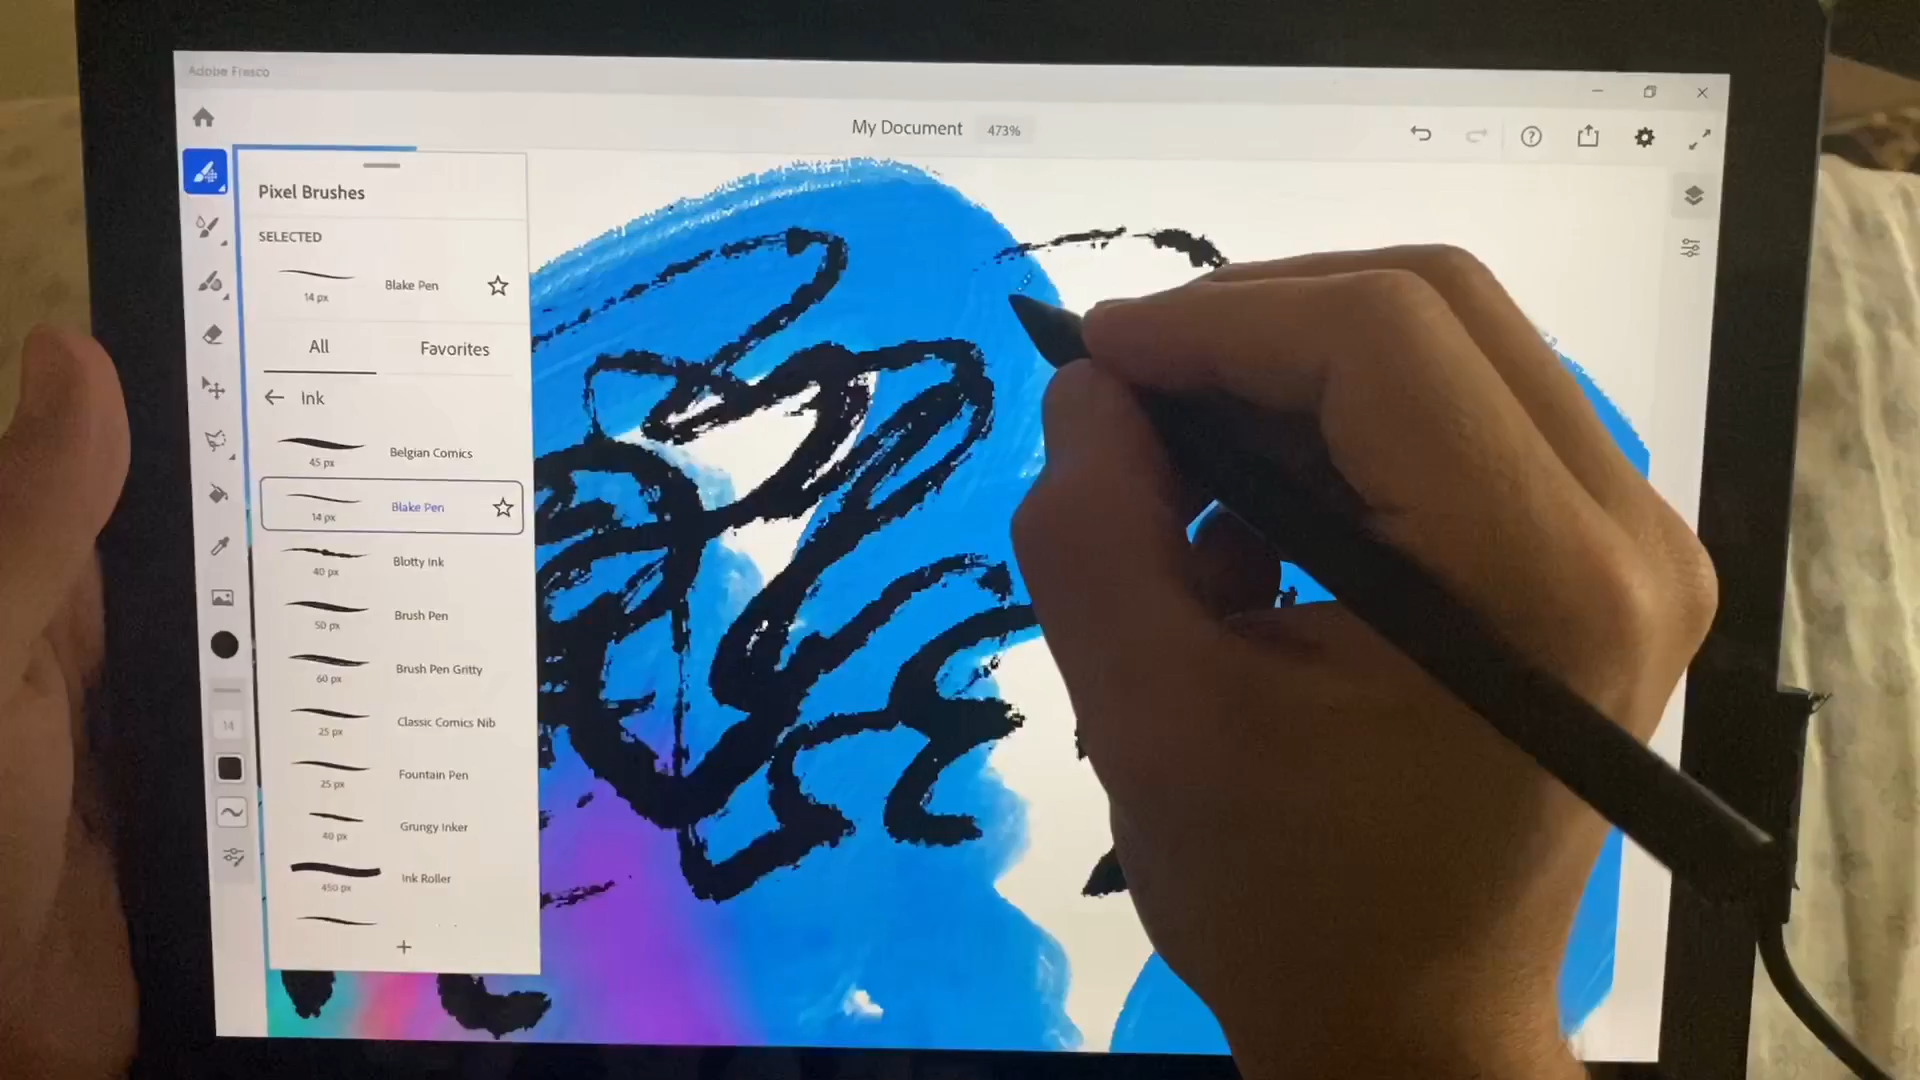 Adobe Fresco
My Document 473%
Pixel Brushes
SELECTED
Blake Pen
14 px
All Favorites
Ink
Belgian Comics
45 px
Blake Pen
14 px
Blotty Ink
40 px
Brush Pen
50 px
Brush Pen Gritty
60 px
Classic Comics Nib
25 px
Fountain Pen
25 px
Grungy Inker
40 px
Ink Roller
450 px
14